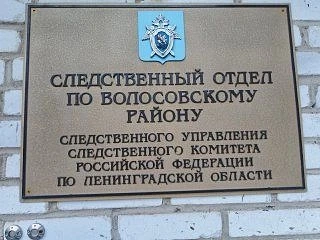 СЛЕДСТВЕННЫЙ ОТДЕЛ
ПО ВОЛОСОВСКОМУ
РАЙОНУ
СЛЕДСТВЕННОГО УПРАВЛЕНИЯ
СЛЕДСТВЕННОГО КОМИТЕТА
РОССИЙСКОЙ ФЕДЕРАЦИИ
ПО ЛЕНИНГРАДСКОЙ ОБЛАСТИ